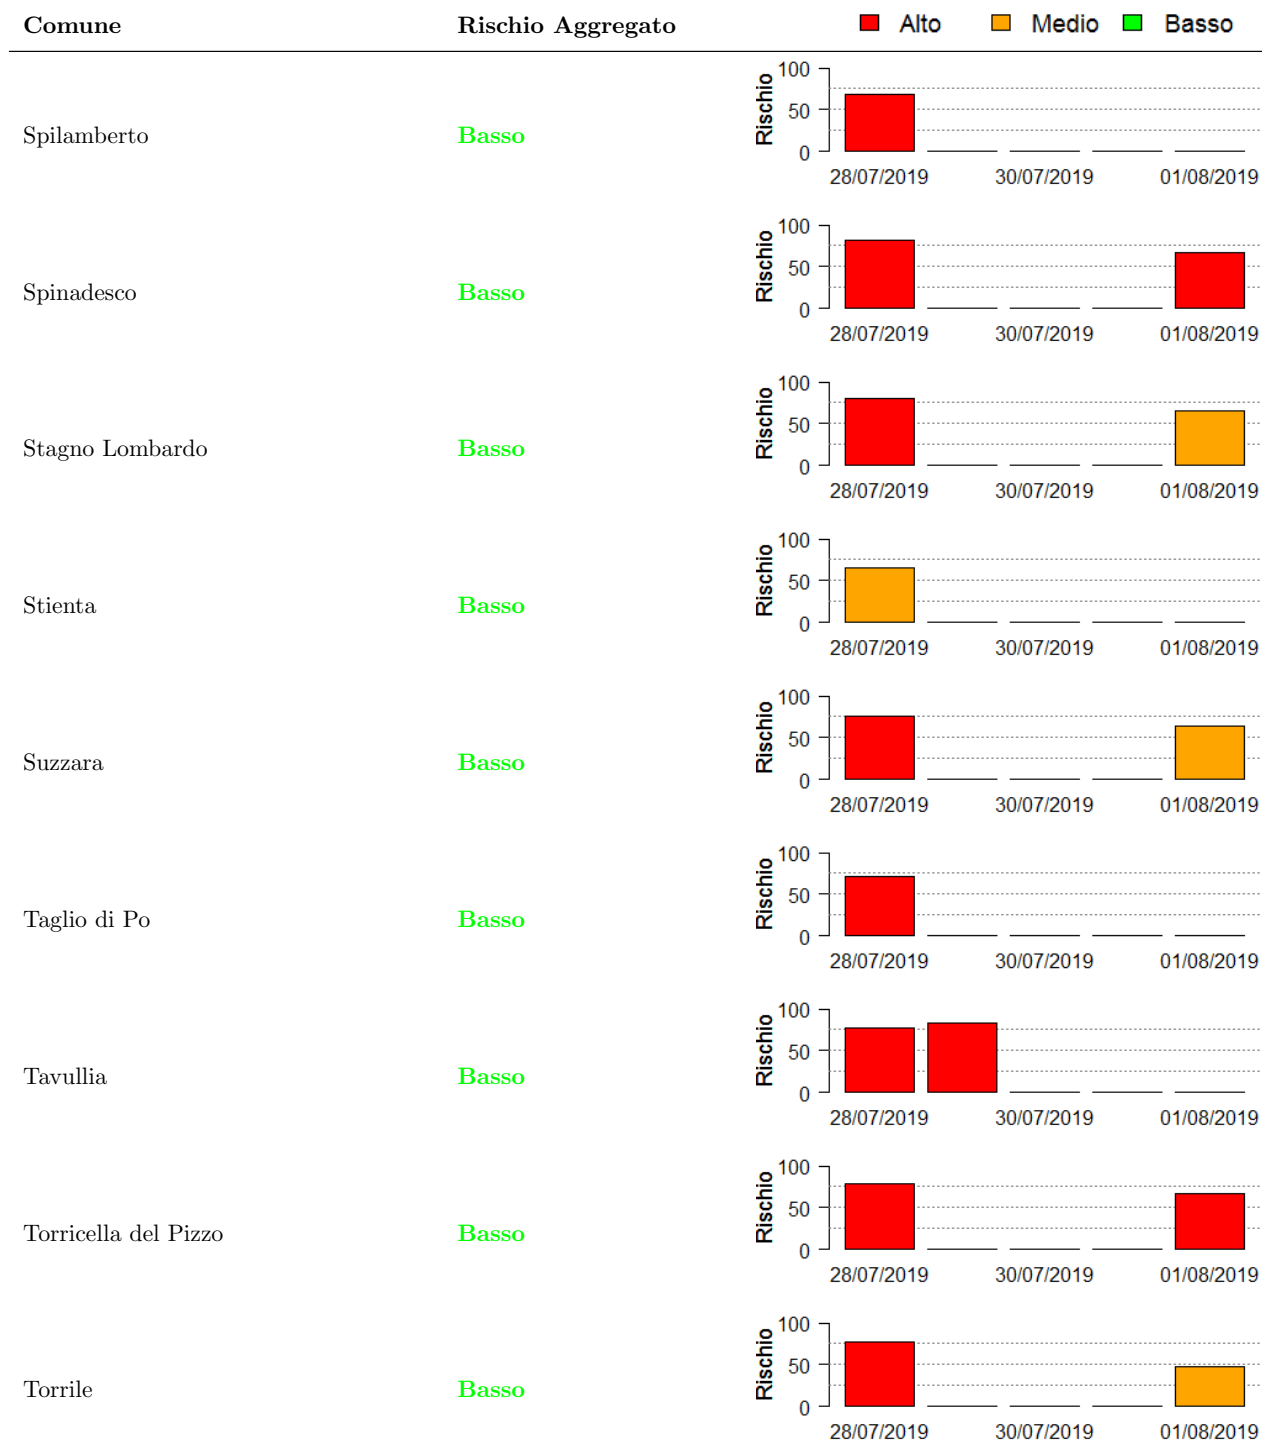 Comune Rischio Aggregato Alto Medio Basso
Spilamberto Basso
Rischio
100
50
0
28/07/2019 30/07/2019 01/08/2019
Spinadesco Basso
Rischio
100
50
0
28/07/2019 30/07/2019 01/08/2019
Stagno Lombardo Basso
Rischio
100
50
0
28/07/2019 30/07/2019 01/08/2019
Stienta Basso
Rischio
100
50
0
28/07/2019 30/07/2019 01/08/2019
Suzzara Basso
Rischio
100
50
0
28/07/2019 30/07/2019 01/08/2019
Taglio di Po Basso
Rischio
100
50
0
28/07/2019 30/07/2019 01/08/2019
Tavullia Basso
Rischio
100
50
0
28/07/2019 30/07/2019 01/08/2019
Torricella del Pizzo Basso
Rischio
100
50
0
28/07/2019 30/07/2019 01/08/2019
Torrile Basso
Rischio
100
50
0
28/07/2019 30/07/2019 01/08/2019